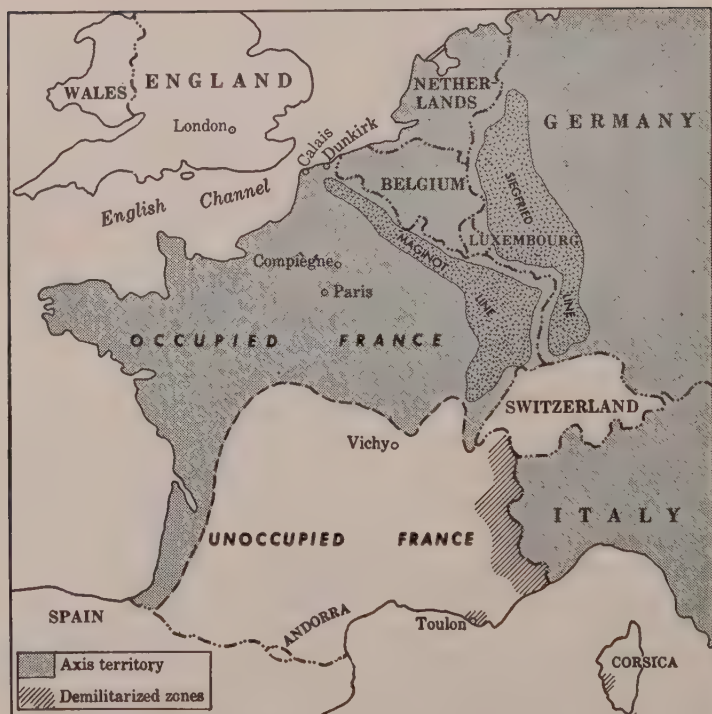 WALES
ENGLAND
London
English Channel
Calais
Dunkirk
NETHER-
LANDS
GERMANY
BELGIUM
SIEGFRIED
LINE
LUXEMBOURG
MAGINOT
LINE
Compiègne
Paris
OCCUPIED FRANCE
SWITZERLAND
Vichy
UNOCCUPIED FRANCE
ITALY
SPAIN
ANDORRA
Toulon
CORSICA
Axis territory
Demilitarized zones